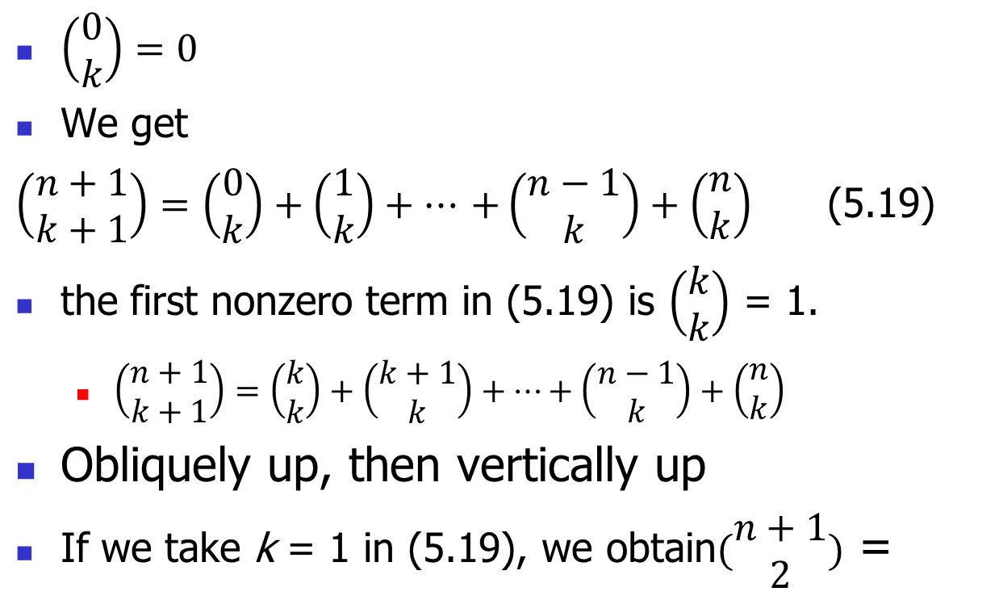 ▪ $\binom{0}{k} = 0$
▪ We get
$\binom{n+1}{k+1} = \binom{0}{k} + \binom{1}{k} + \cdots + \binom{n-1}{k} + \binom{n}{k}$ (5.19)
▪ the first nonzero term in (5.19) is $\binom{k}{k}$ = 1.
▪ $\binom{n+1}{k+1} = \binom{k}{k} + \binom{k+1}{k} + \cdots + \binom{n-1}{k} + \binom{n}{k}$
▪ Obliquely up, then vertically up
▪ If we take k = 1 in (5.19), we obtain$\binom{n+1}{2}$ =